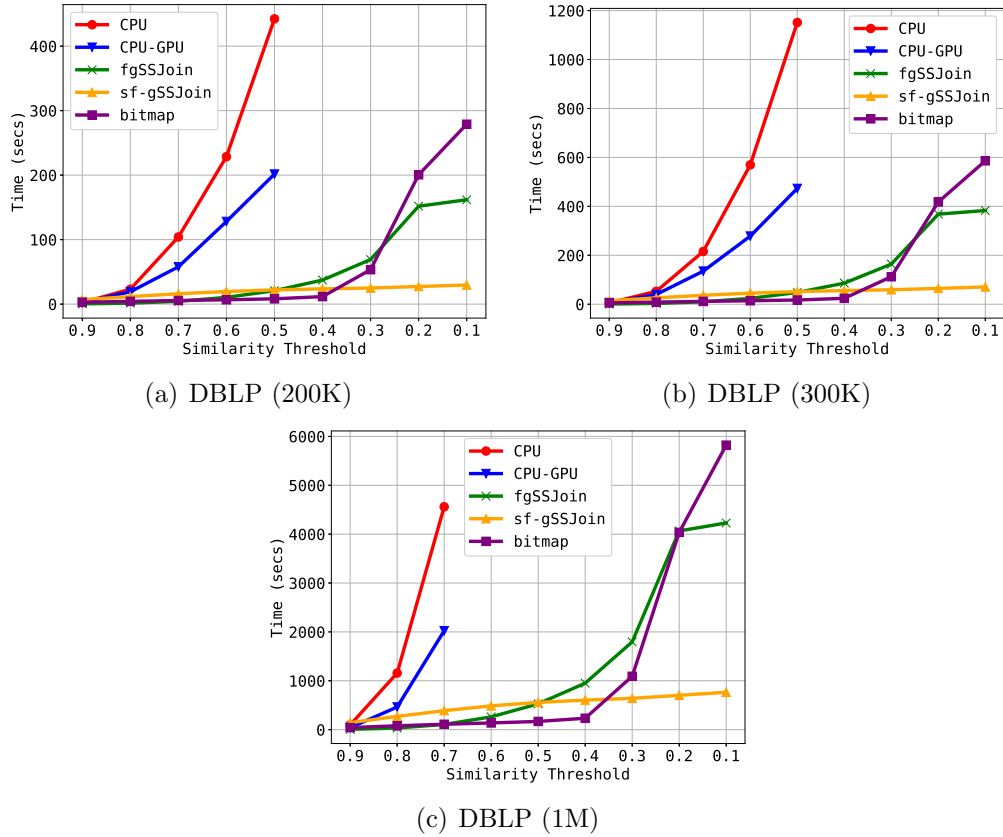 CPU
CPU-GPU
fgSSJoin
sf-gSSJoin
bitmap
Time (secs)
400
300
200
100
0
0.9 0.8 0.7 0.6 0.5 0.4 0.3 0.2 0.1
Similarity Threshold
(a) DBLP (200K)
CPU
CPU-GPU
fgSSJoin
sf-gSSJoin
bitmap
Time (secs)
1200
1000
800
600
400
200
0
0.9 0.8 0.7 0.6 0.5 0.4 0.3 0.2 0.1
Similarity Threshold
(b) DBLP (300K)
CPU
CPU-GPU
fgSSJoin
sf-gSSJoin
bitmap
Time (secs)
6000
5000
4000
3000
2000
1000
0
0.9 0.8 0.7 0.6 0.5 0.4 0.3 0.2 0.1
Similarity Threshold
(c) DBLP (1M)